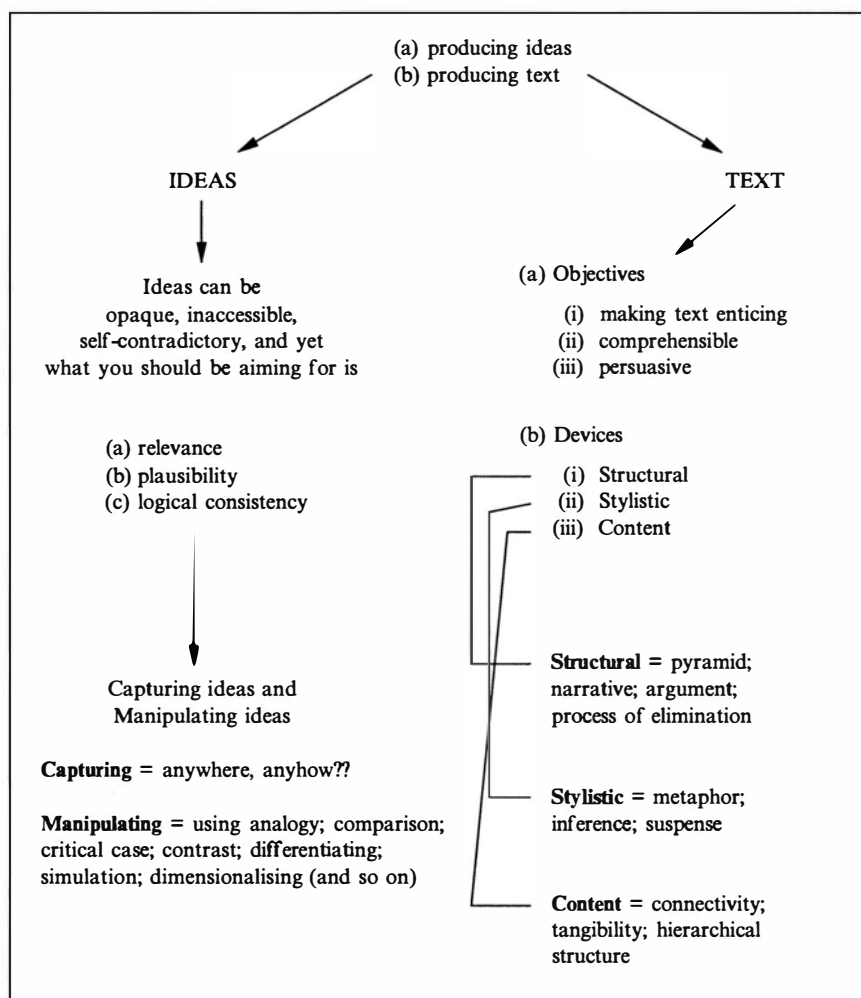 (a) producing ideas
(b) producing text
IDEAS
Ideas can be
opaque, inaccessible,
self-contradictory, and yet
what you should be aiming for is
(a) relevance
(b) plausibility
(c) logical consistency
Capturing ideas and
Manipulating ideas
Capturing = anywhere, anyhow??
Manipulating = using analogy; comparison;
critical case; contrast; differentiating;
simulation; dimensionalising (and so on)
TEXT
(a) Objectives
(i) making text enticing
(ii) comprehensible
(iii) persuasive
(b) Devices
(i) Structural
(ii) Stylistic
(iii) Content
Structural = pyramid;
narrative; argument;
process of elimination
Stylistic = metaphor;
inference; suspense
Content = connectivity;
tangibility; hierarchical
structure